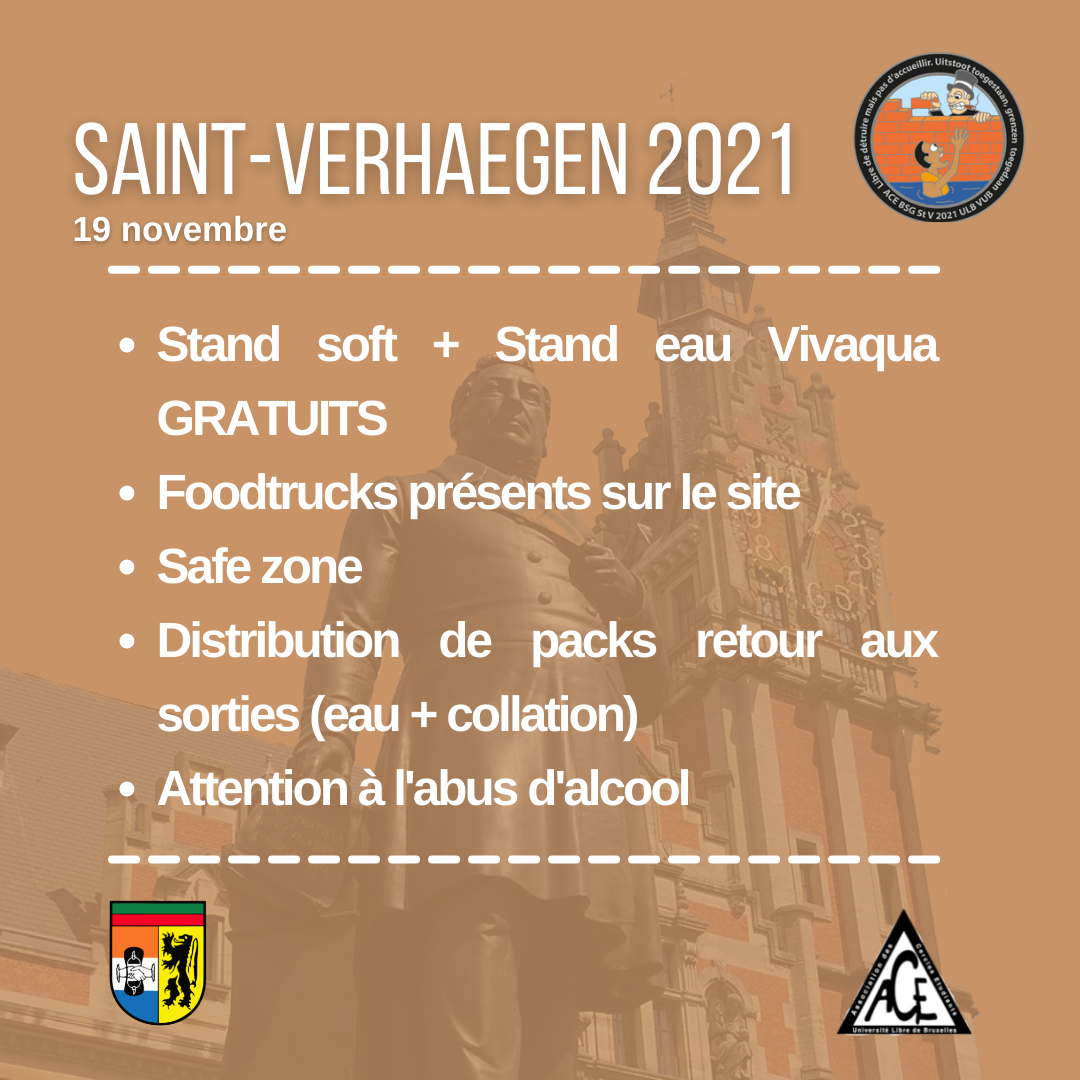 SAINT-VERHAEGEN 2021
19 novembre
Libre de détruire mais pas d'accueillir. Uitstoot toegestaan, grenzen toegedaan
ACE BSG St V 2021 ULB VUB
• Stand soft + Stand eau Vivaqua
GRATUITS
• Foodtrucks présents sur le site
• Safe zone
• Distribution de packs retour aux
sorties (eau + collation)
• Attention à l'abus d'alcool
Association des Cercles Etudiants
ACE
Université Libre de Bruxelles